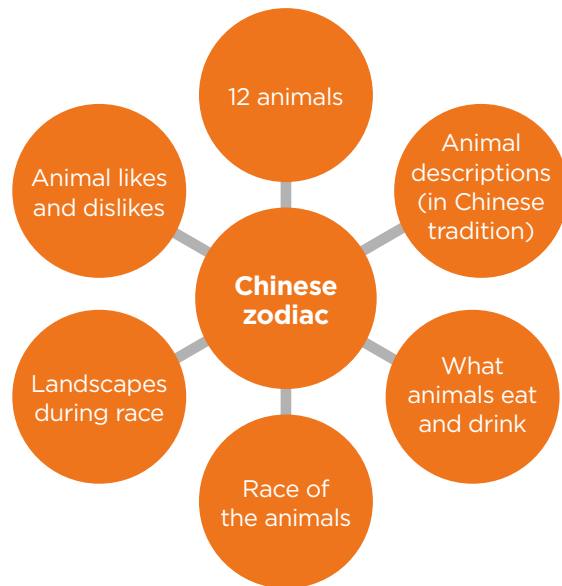 12 animals
Animal
descriptions
(in Chinese
tradition)
What
animals eat
and drink
Race of
the animals
Landscapes
during race
Animal likes
and dislikes
Chinese
zodiac